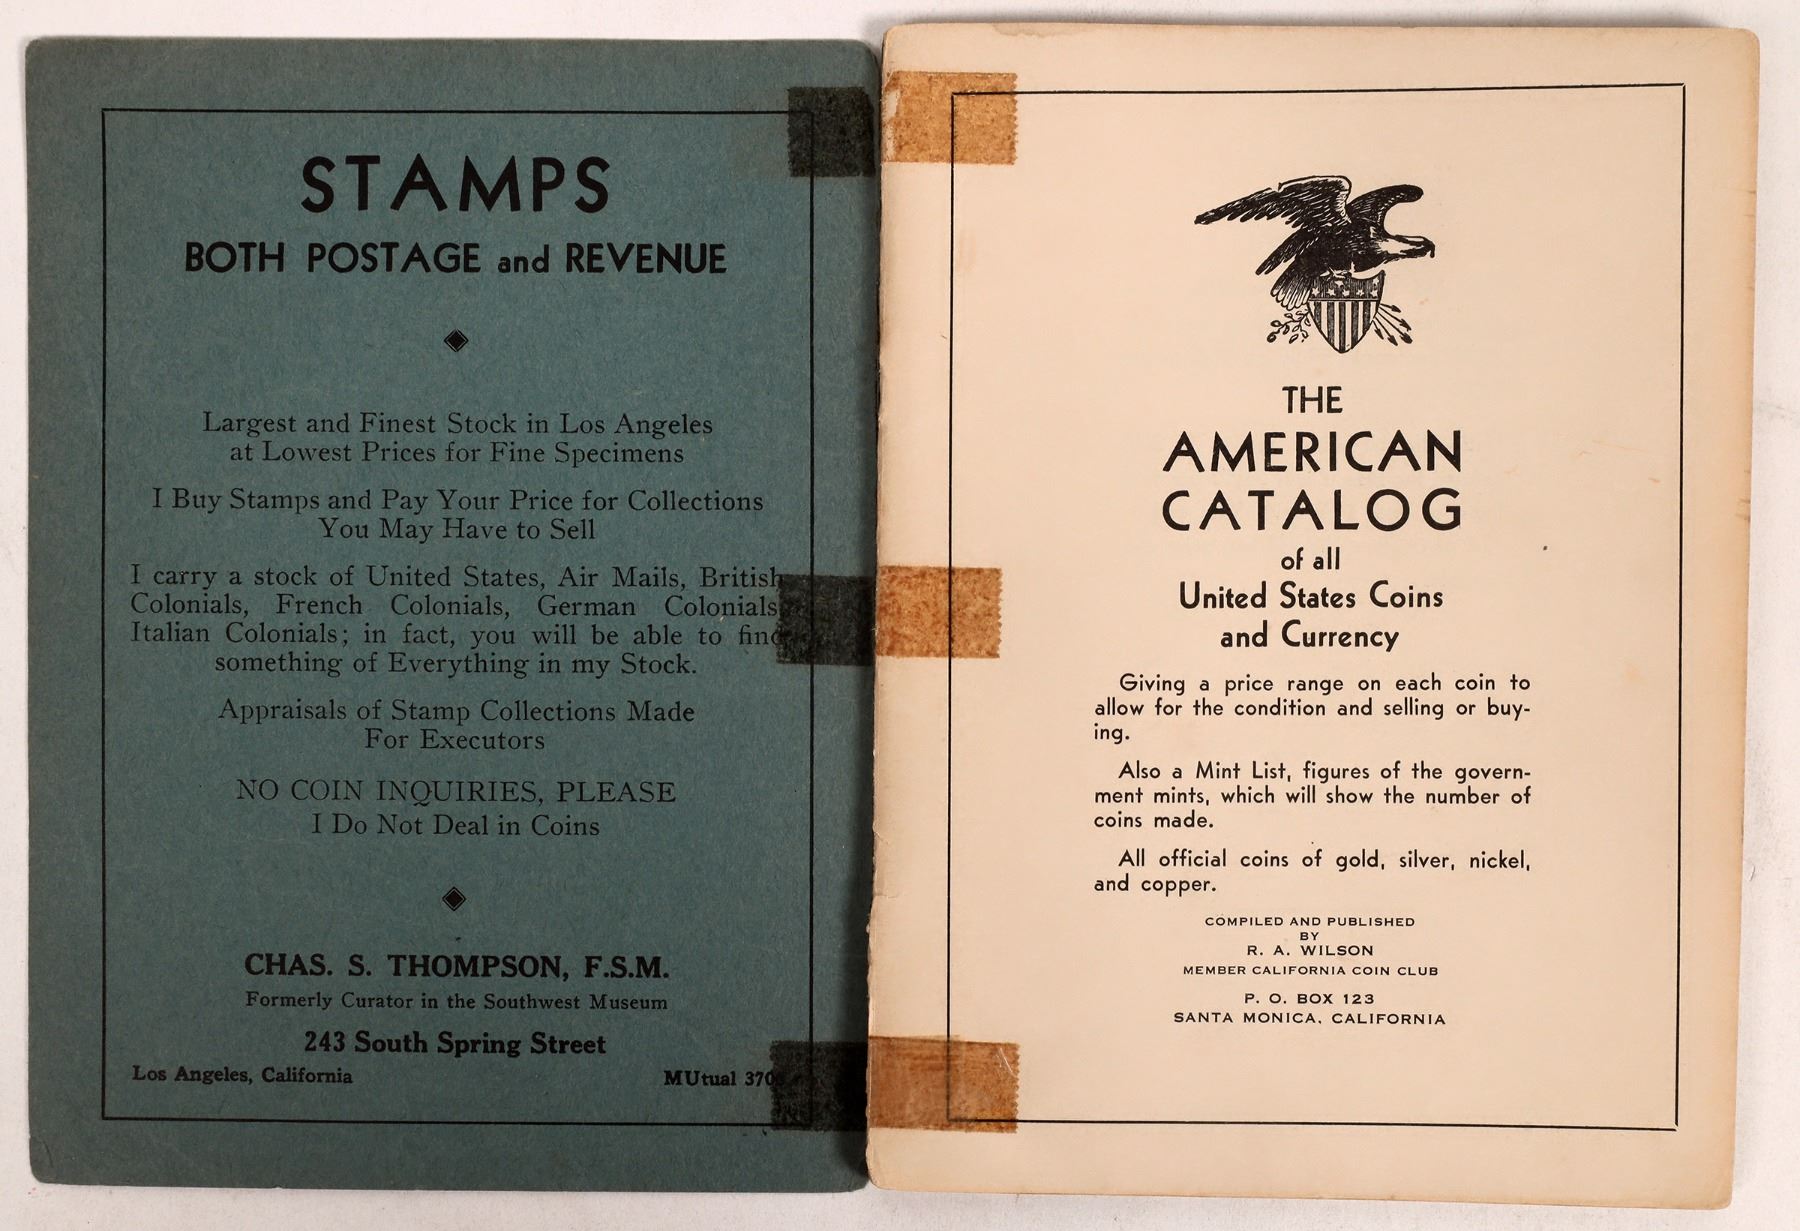 STAMPS
BOTH POSTAGE and REVENUE
Largest and Finest Stock in Los Angeles
at Lowest Prices for Fine Specimens
I Buy Stamps and Pay Your Price for Collections
You May Have to Sell
I carry a stock of United States, Air Mails, British
Colonials, French Colonials, German Colonials
Italian Colonials; in fact, you will be able to find
something of Everything in my Stock.
Appraisals of Stamp Collections Made
For Executors
NO COIN INQUIRIES, PLEASE
I Do Not Deal in Coins
CHAS. S. THOMPSON, F.S.M.
Formerly Curator in the Southwest Museum
243 South Spring Street
Los Angeles, California
MUtual
THE
AMERICAN
CATALOG
of all
United States Coins
and Currency
Giving a price range on each coin to
allow for the condition and selling or buy-
ing.
Also a Mint List, figures of the govern-
ment mints, which will show the number of
coins made.
All official coins of gold, silver, nickel,
and copper.
COMPILED AND PUBLISHED
BY
R. A. WILSON
MEMBER CALIFORNIA COIN CLUB
P. O. BOX 123
SANTA MONICA, CALIFORNIA